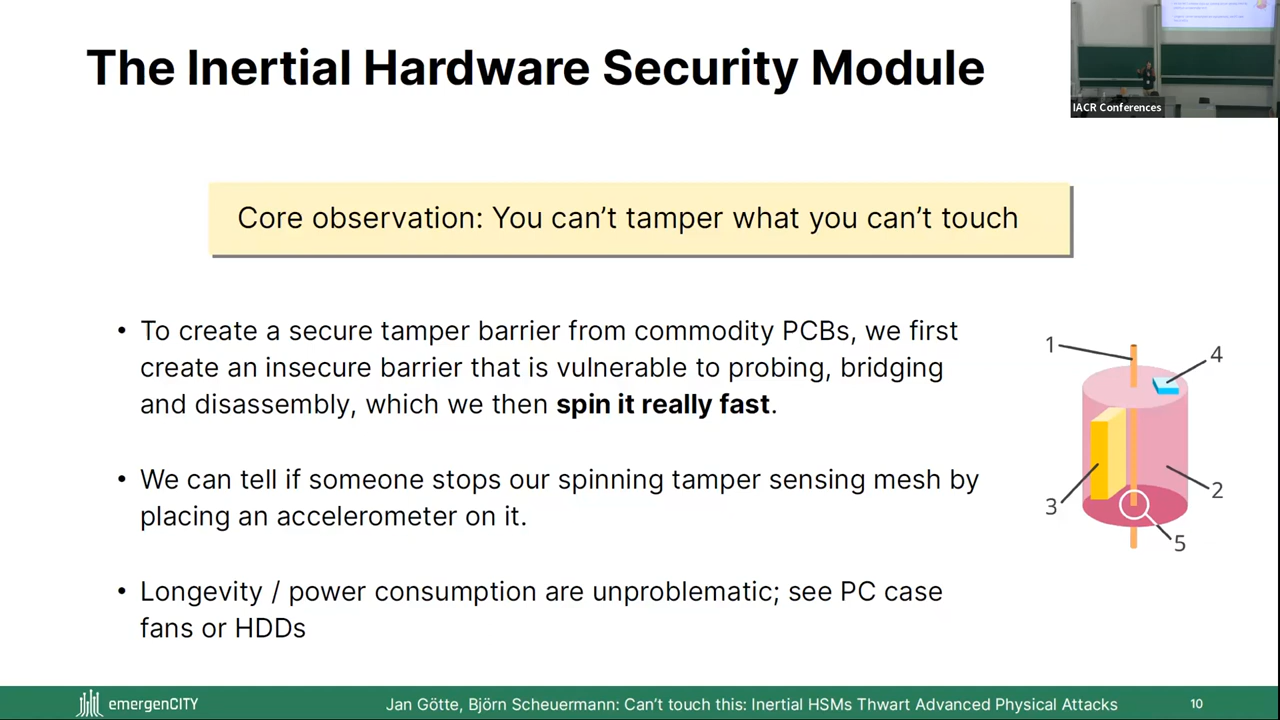 The Inertial Hardware Security Module
IACR Conferences
Core observation: You can’t tamper what you can’t touch
• To create a secure tamper barrier from commodity PCBs, we first
create an insecure barrier that is vulnerable to probing, bridging
and disassembly, which we then spin it really fast.
• We can tell if someone stops our spinning tamper sensing mesh by
placing an accelerometer on it.
• Longevity / power consumption are unproblematic; see PC case
fans or HDDs
1
4
3
2
5
emergenCITY
Jan Götte, Björn Scheuermann: Can’t touch this: Inertial HSMs Thwart Advanced Physical Attacks
10